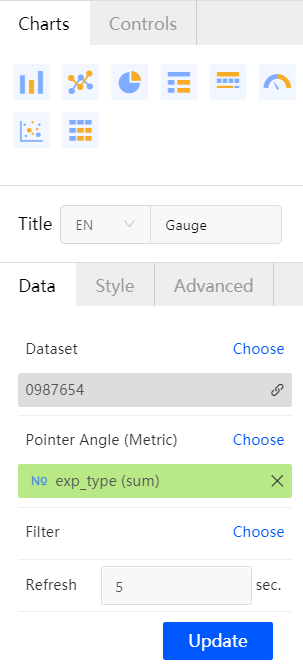 Charts Controls
Title EN Gauge
Data Style Advanced
Dataset Choose
0987654
Pointer Angle (Metric) Choose
№ exp_type (sum)
Filter Choose
Refresh 5 sec.
Update